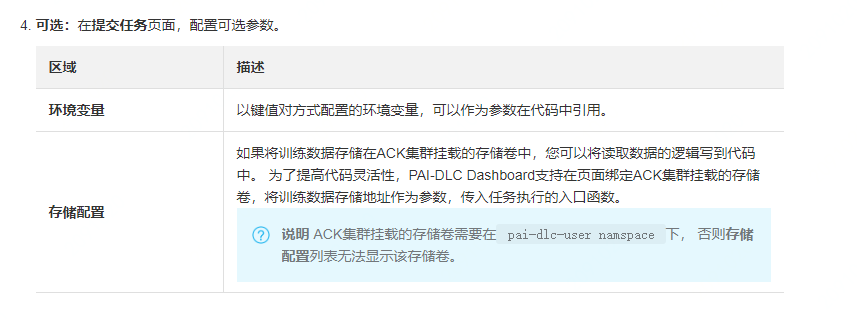 4. 可选：在提交任务页面，配置可选参数。
区域 描述
环境变量 以键值对方式配置的环境变量，可以作为参数在代码中引用。
存储配置
如果将训练数据存储在ACK集群挂载的存储卷中，您可以将读取数据的逻辑写到代码
中。 为了提高代码灵活性，PAI-DLC Dashboard支持在页面绑定ACK集群挂载的存储
卷，将训练数据存储地址作为参数，传入任务执行的入口函数。
说明 ACK集群挂载的存储卷需要在 pai-dlc-user namspace 下， 否则存储
配置列表无法显示该存储卷。